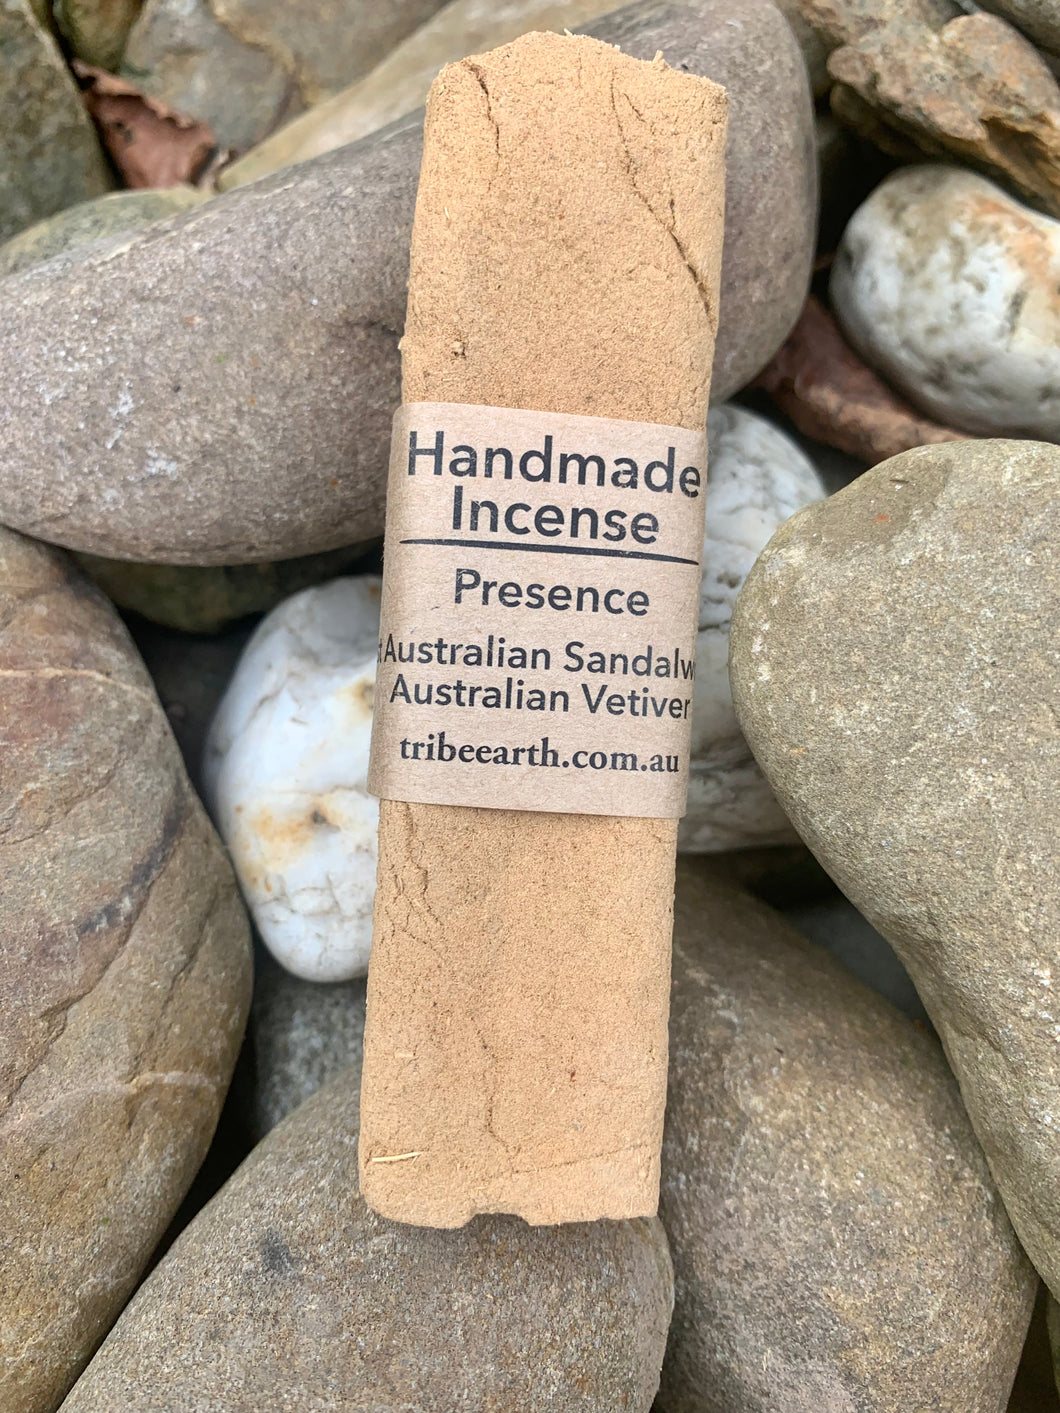 Handmade
Incense
Presence
Australian
Australian Vetiver
tribeearth.com.au